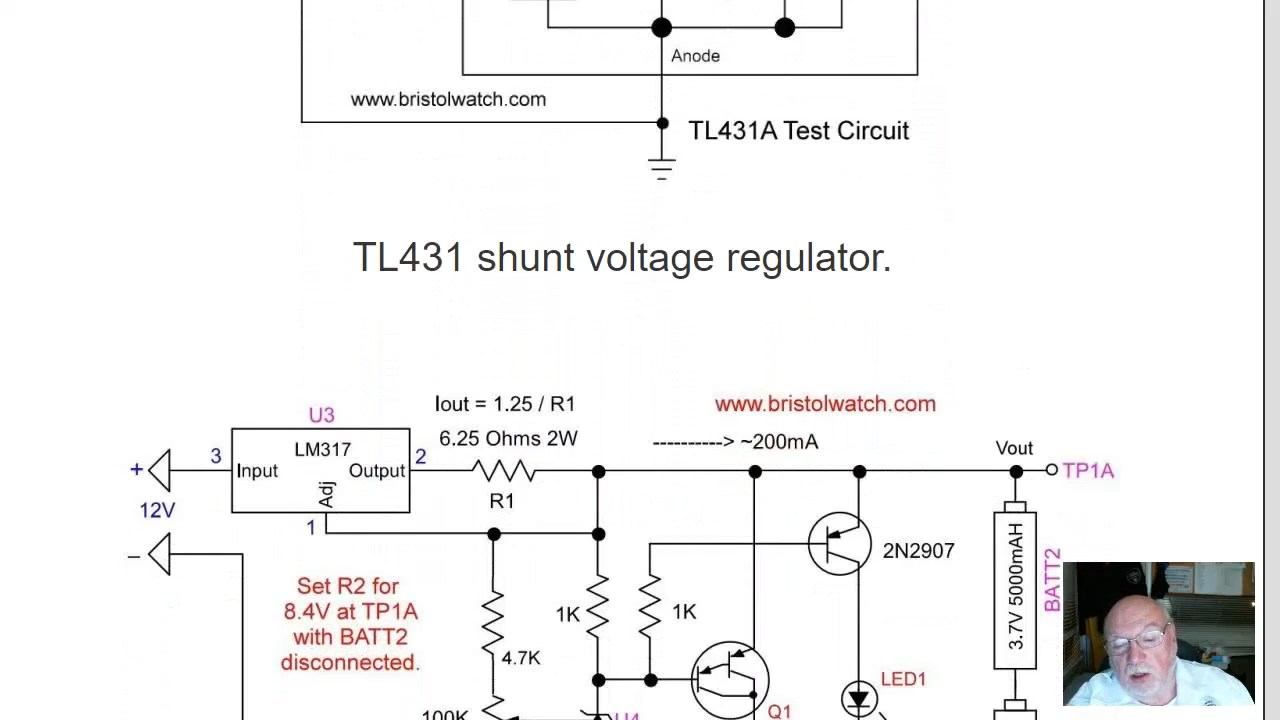 Anode
www.bristolwatch.com
TL431A Test Circuit
TL431 shunt voltage regulator.
Iout = 1.25 / R1
www.bristolwatch.com
U3
6.25 Ohms 2W
----------> ~200mA
LM317
Vout
+
3
Input
Output
2
TP1A
Adj
R1
12V
1
–
2N2907
3.7V 5000mAH
BATT2
Set R2 for
8.4V at TP1A
with BATT2
disconnected.
1K
1K
4.7K
LED1
100K
U4
Q1